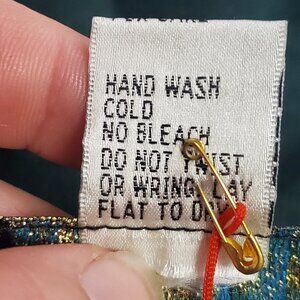 HAND WASH
COLD
NO BLEACH
DO NOT TWIST
OR WRING LAY
FLAT TO DRY